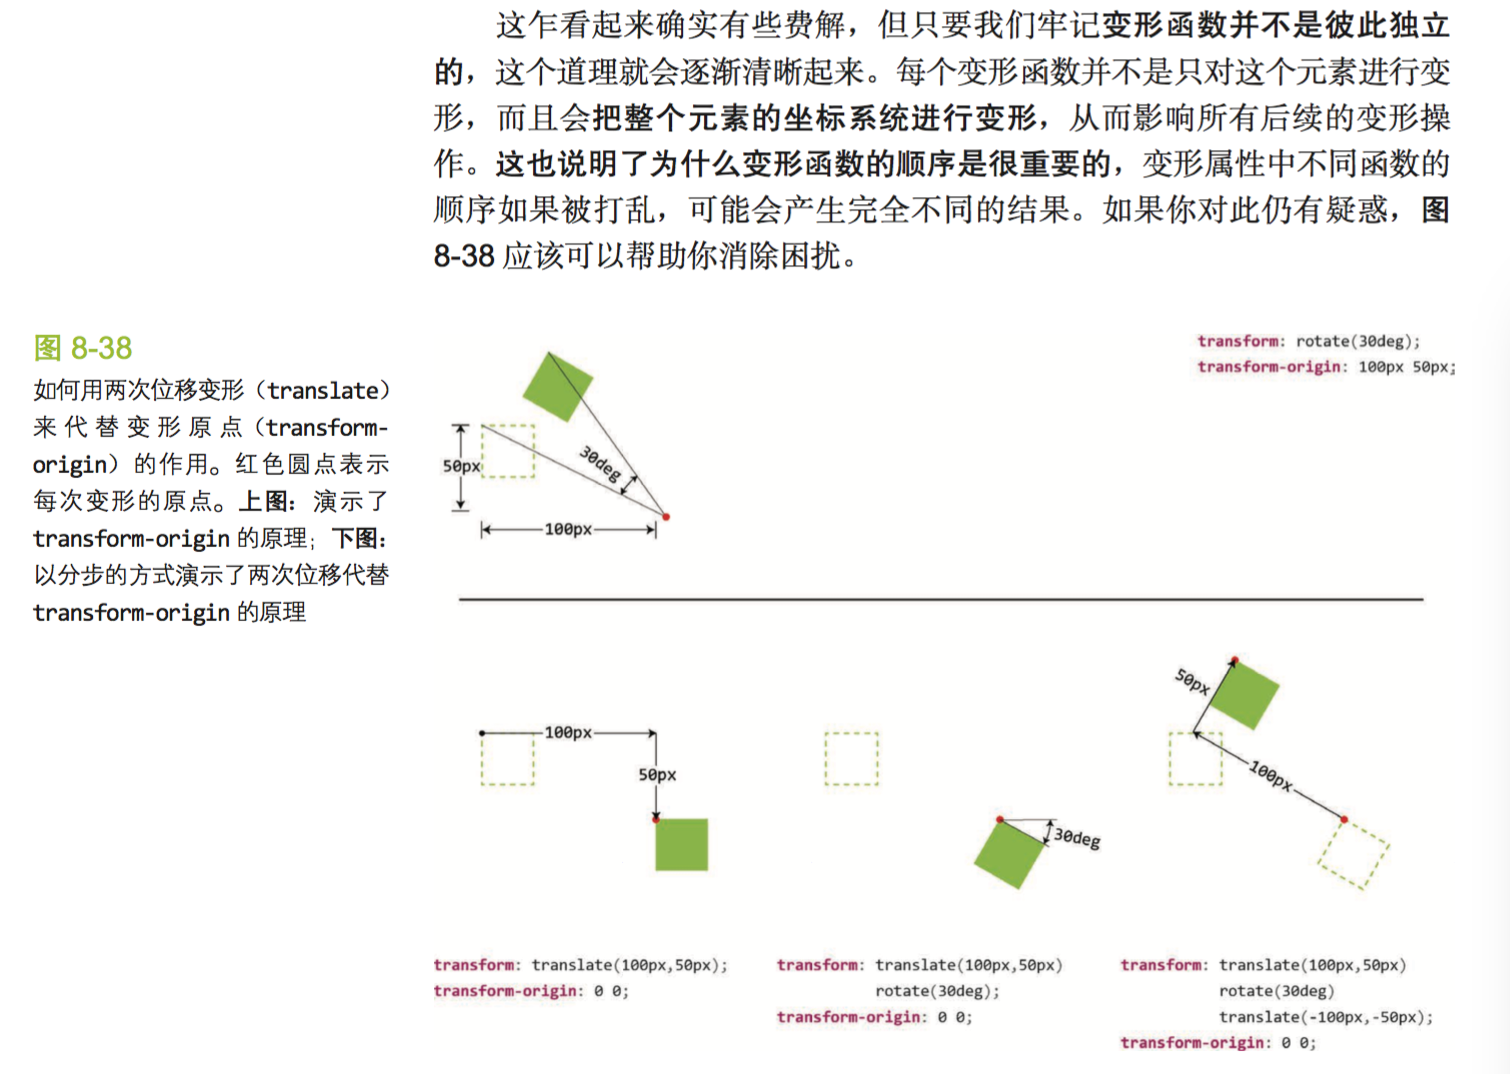 这乍看起来确实有些费解，但只要我们牢记变形函数并不是彼此独立
的，这个道理就会逐渐清晰起来。每个变形函数并不是只对这个元素进行变
形，而且会把整个元素的坐标系统进行变形，从而影响所有后续的变形操
作。这也说明了为什么变形函数的顺序是很重要的，变形属性中不同函数的
顺序如果被打乱，可能会产生完全不同的结果。如果你对此仍有疑惑，图
8-38 应该可以帮助你消除困扰。
图 8-38
如何用两次位移变形（translate）
来代替变形原点（transform-
origin）的作用。红色圆点表示
每次变形的原点。上图：演示了
transform-origin 的原理；下图：
以分步的方式演示了两次位移代替
transform-origin 的原理
transform: rotate(30deg);
transform-origin: 100px 50px;
50px
30deg
100px
100px
50px
30deg
50px
100px
transform: translate(100px,50px);
transform-origin: 0 0;
transform: translate(100px,50px)
rotate(30deg);
transform-origin: 0 0;
transform: translate(100px,50px)
rotate(30deg)
translate(-100px,-50px);
transform-origin: 0 0;